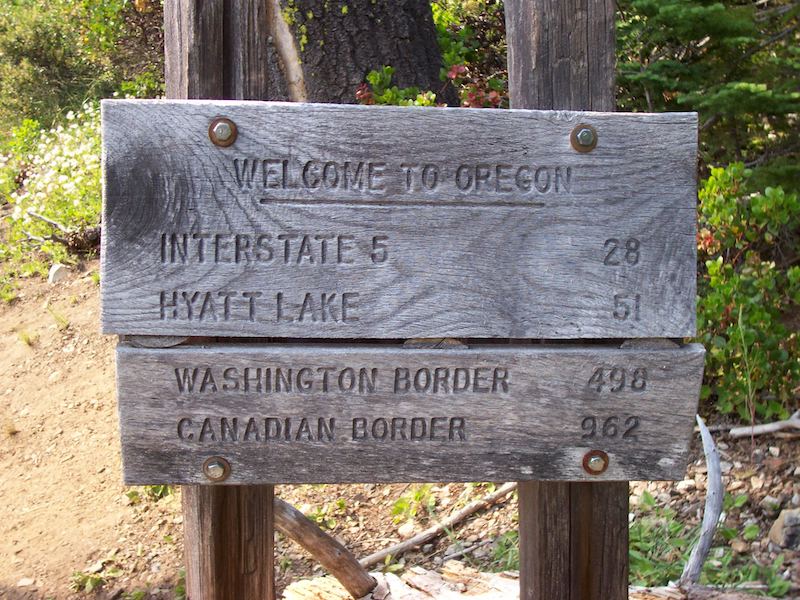 WELCOME TO OREGON
INTERSTATE 5 28
HYATT LAKE 51
WASHINGTON BORDER 498
CANADIAN BORDER 962